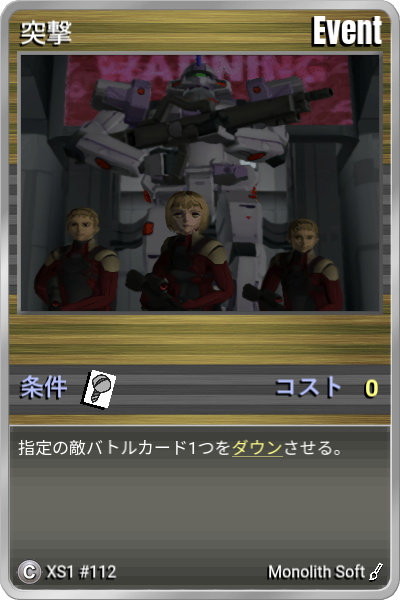 突撃
Event
WARNING
条件
コスト 0
指定の敵バトルカード1つをダウンさせる。
C XS1 #112
Monolith Soft